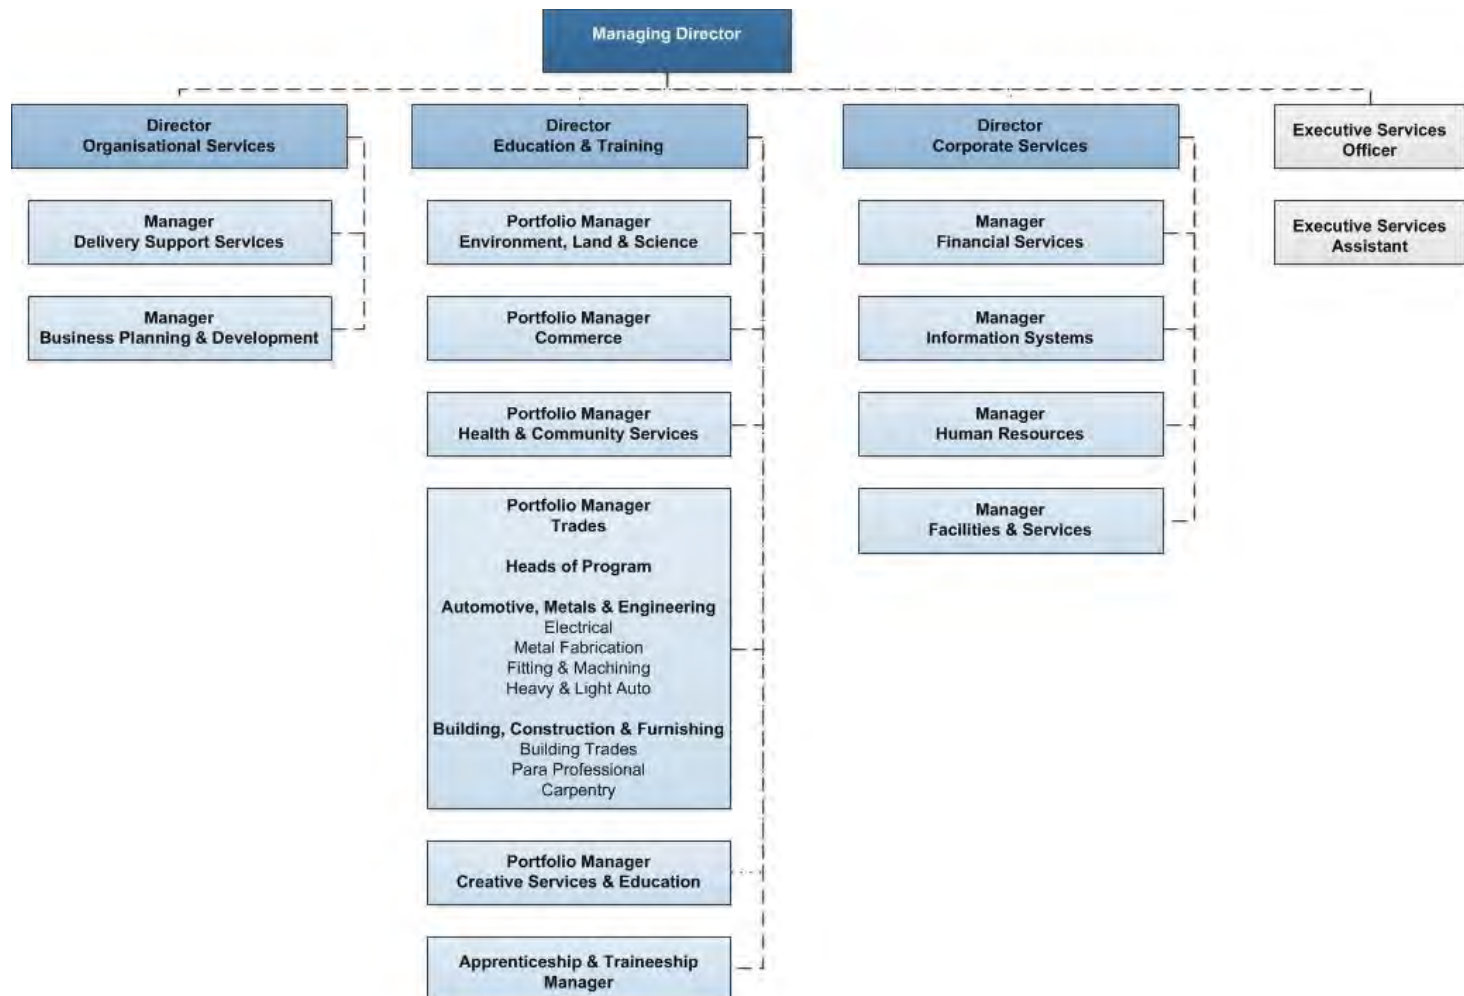 Managing Director
Director
Organisational Services
Manager
Delivery Support Services
Manager
Business Planning & Development
Director
Education & Training
Portfolio Manager
Environment, Land & Science
Portfolio Manager
Commerce
Portfolio Manager
Health & Community Services
Portfolio Manager
Trades
Heads of Program
Automotive, Metals & Engineering
Electrical
Metal Fabrication
Fitting & Machining
Heavy & Light Auto
Building, Construction & Furnishing
Building Trades
Para Professional
Carpentry
Portfolio Manager
Creative Services & Education
Apprenticeship & Traineeship
Manager
Director
Corporate Services
Manager
Financial Services
Manager
Information Systems
Manager
Human Resources
Manager
Facilities & Services
Executive Services
Officer
Executive Services
Assistant